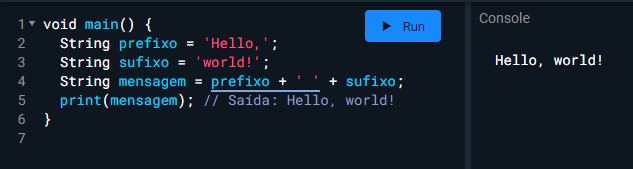 1 void main() {
2 String prefixo = 'Hello,';
3 String sufixo = 'world!';
4 String mensagem = prefixo + ' ' + sufixo;
5 print(mensagem); // Saída: Hello, world!
6 }
7
Run
Console
Hello, world!